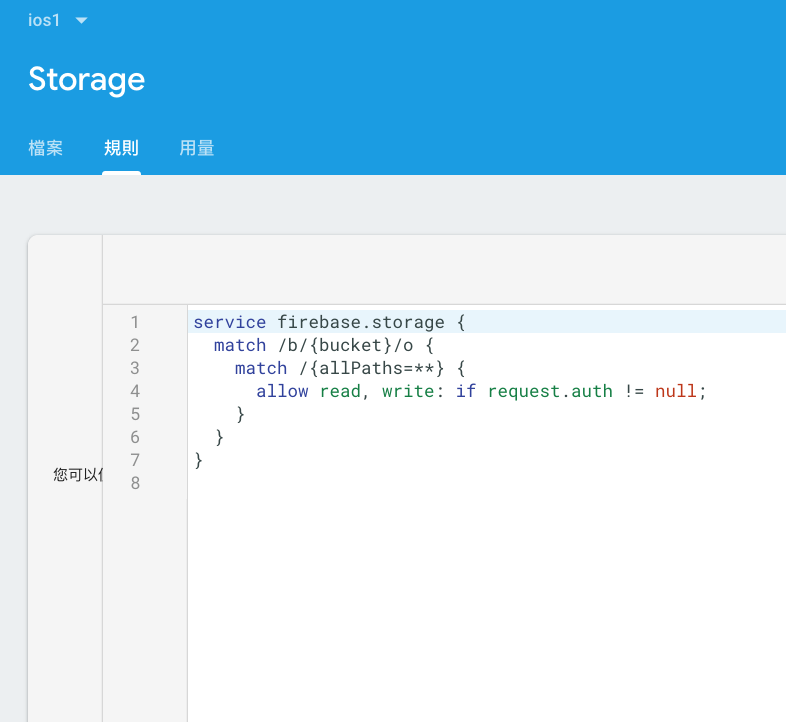 ios1
Storage
檔案 規則 用量
1 service firebase.storage {
2 match /b/{bucket}/o {
3 match /{allPaths=**} {
4 allow read, write: if request.auth != null;
5 }
6 }
7 }
8
您可以